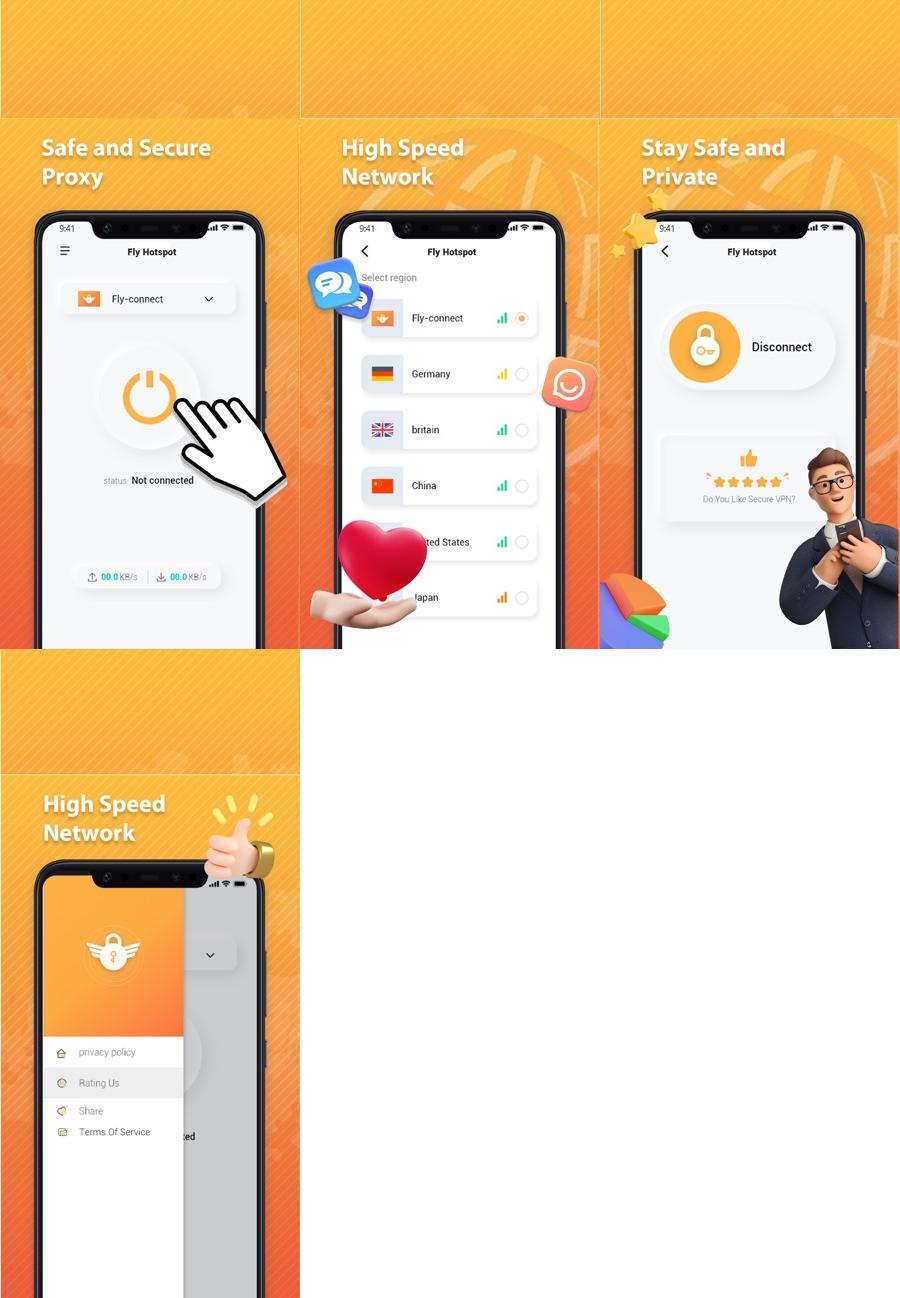 Safe and Secure
Proxy
9:41
Fly Hotspot
Fly-connect
status Not connected
00.0 KB/s 00.0 KB/s
High Speed
Network
9:41
Fly Hotspot
Select region
Fly-connect
Germany
britain
China
ted States
Japan
Stay Safe and
Private
9:41
Fly Hotspot
Disconnect
Do You Like Secure VPN?
High Speed
Network
privacy policy
Rating Us
Share
Terms Of Service
ted